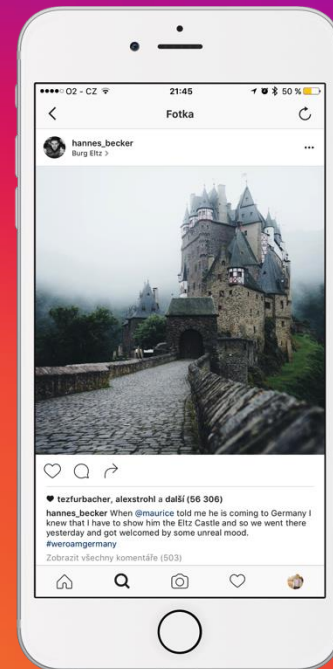 O2 - CZ 21:45 50 %
Fotka
hannes_becker
Burg Eltz >
tezfurbacher, alexstrohl a další (56 306)
hannes_becker When @maurice told me he is coming to Germany I
knew that I have to show him the Eltz Castle and so we went there
yesterday and got welcomed by some unreal mood.
#weroamgermany
Zobrazit všechny komentáře (503)